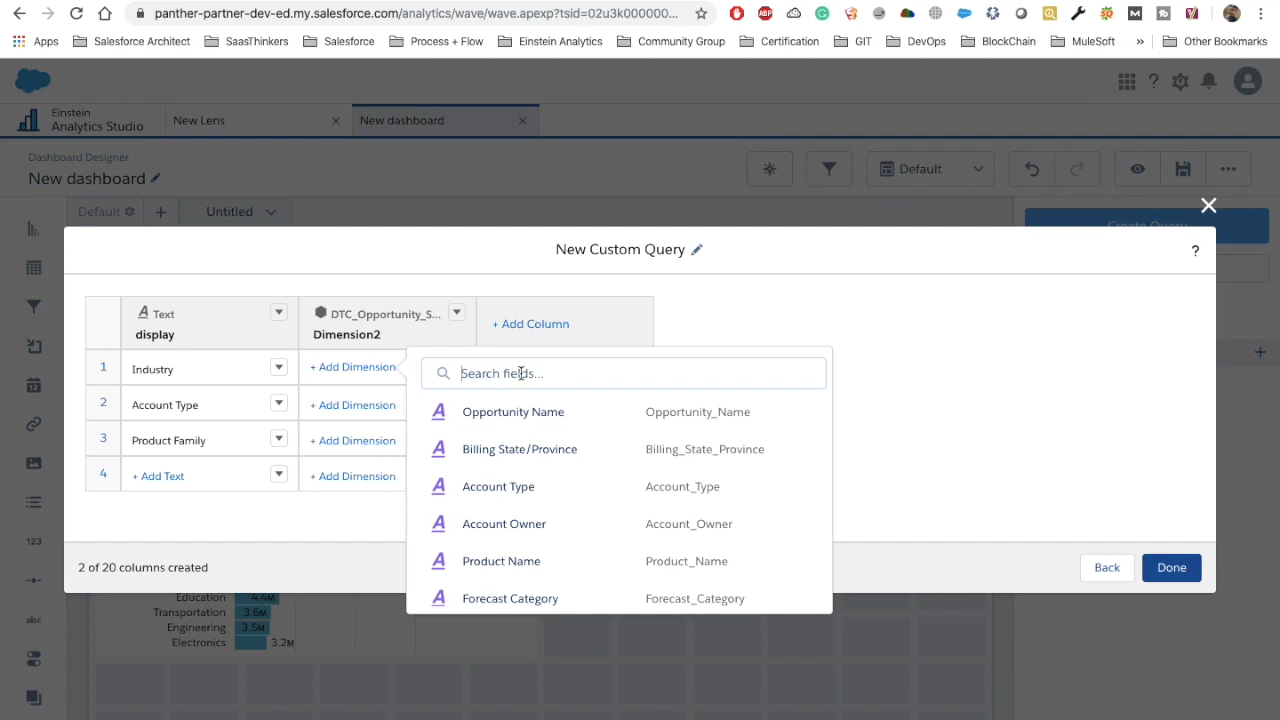 panther-partner-dev-ed.my.salesforce.com/analytics/wave/wave.apexp?tsid=02u3k000000...
Apps Salesforce Architect SaasThinkers Salesforce Process + Flow Einstein Analytics Community Group Certification GIT DevOps BlockChain MuleSoft » Other Bookmarks
Einstein
Analytics Studio
New Lens
New dashboard
Dashboard Designer
New dashboard
Default
Default
Untitled
Create Query
New Custom Query
?
Text
display
DTC_Opportunity_S...
Dimension2
+ Add Column
1 Industry + Add Dimension
2 Account Type + Add Dimension
3 Product Family + Add Dimension
4 + Add Text + Add Dimension
Search fields...
Opportunity Name Opportunity_Name
Billing State/Province Billing_State_Province
Account Type Account_Type
Account Owner Account_Owner
Product Name Product_Name
Forecast Category Forecast_Category
2 of 20 columns created
Back
Done
Education 4.4M
Transportation 3.6M
Engineering 3.5M
Electronics 3.2M
123
abc